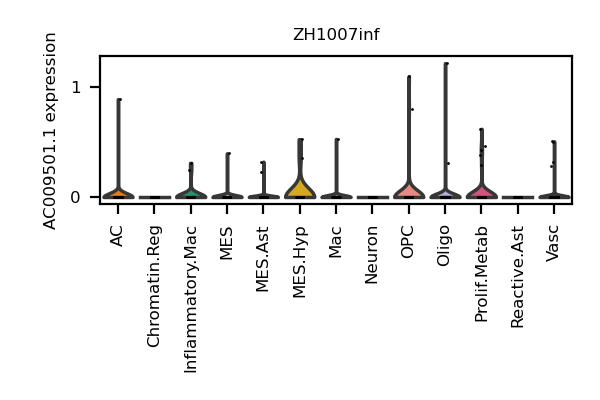 ZH1007inf
AC009501.1 expression
1
0
AC
Chromatin.Reg
Inflammatory.Mac
MES
MES.Ast
MES.Hyp
Mac
Neuron
OPC
Oligo
Prolif.Metab
Reactive.Ast
Vasc